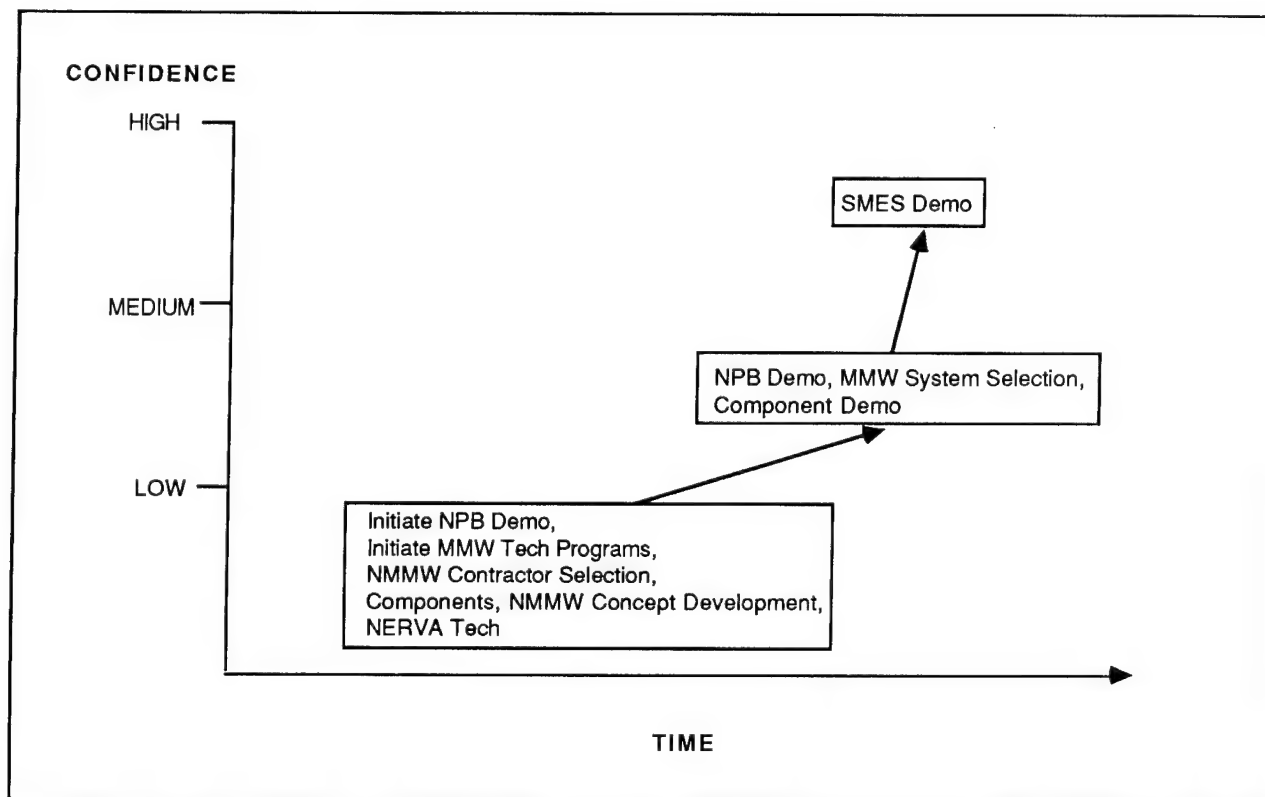 CONFIDENCE
HIGH
SMES Demo
MEDIUM
NPB Demo, MMW System Selection,
Component Demo
LOW
Initiate NPB Demo,
Initiate MMW Tech Programs,
NMMW Contractor Selection,
Components, NMMW Concept Development,
NERVA Tech
TIME